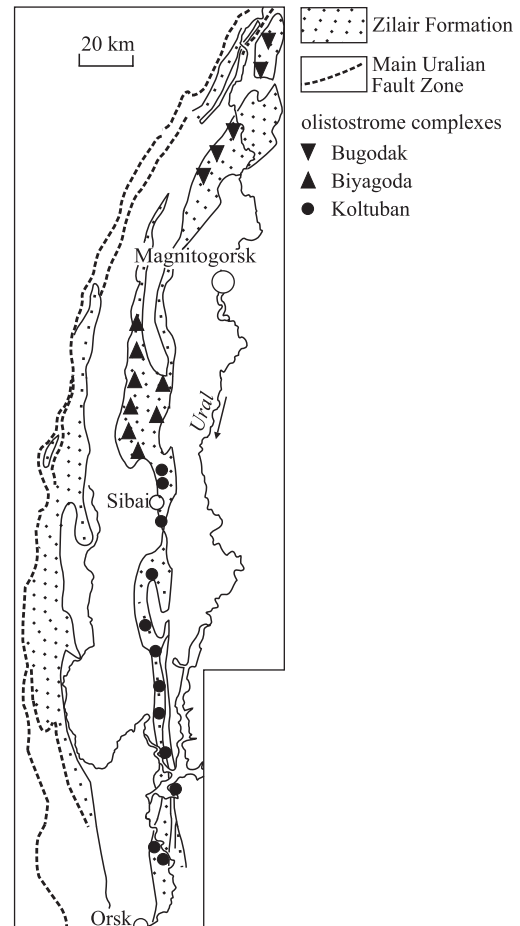 20 km
Zilair Formation
Main Uralian
Fault Zone
olistostrome complexes
Bugodak
Biyagoda
Koltuban
Magnitogorsk
Ural
Sibai
Orsk